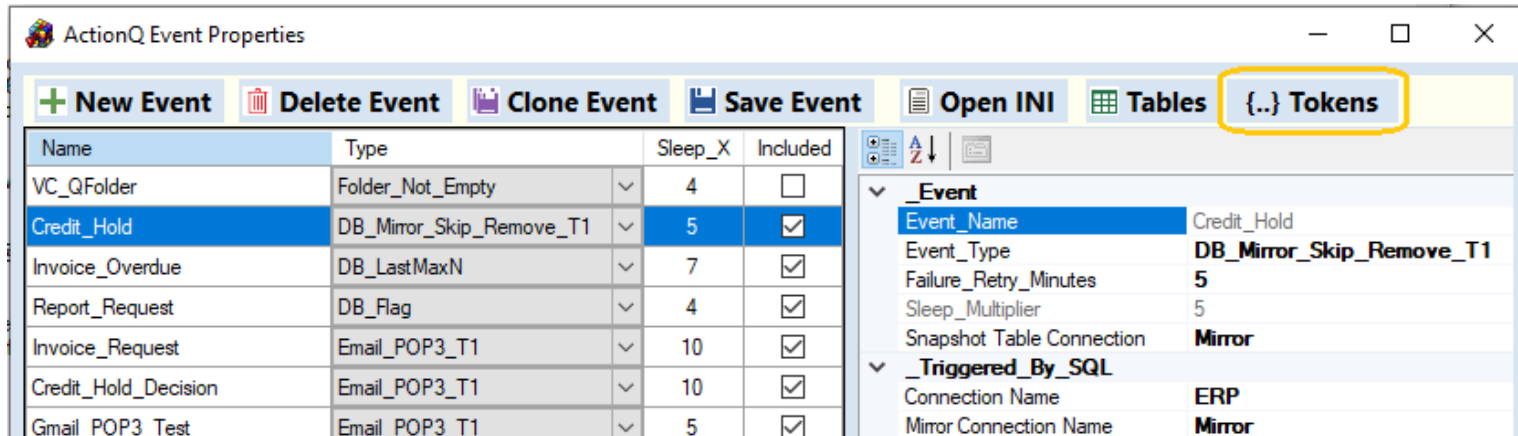 ActionQ Event Properties
New Event Delete Event Clone Event Save Event Open INI Tables {..} Tokens
Name Type Sleep_X Included
VC_QFolder Folder_Not_Empty 4
Credit_Hold DB_Mirror_Skip_Remove_T1 5
Invoice_Overdue DB_LastMaxN 7
Report_Request DB_Flag 4
Invoice_Request Email_POP3_T1 10
Credit_Hold_Decision Email_POP3_T1 10
Gmail_POP3_Test Email_POP3_T1 5
_Event
Event_Name Credit_Hold
Event_Type DB_Mirror_Skip_Remove_T1
Failure_Retry_Minutes 5
Sleep_Multiplier 5
Snapshot Table Connection Mirror
_Triggered_By_SQL
Connection Name ERP
Mirror Connection Name Mirror